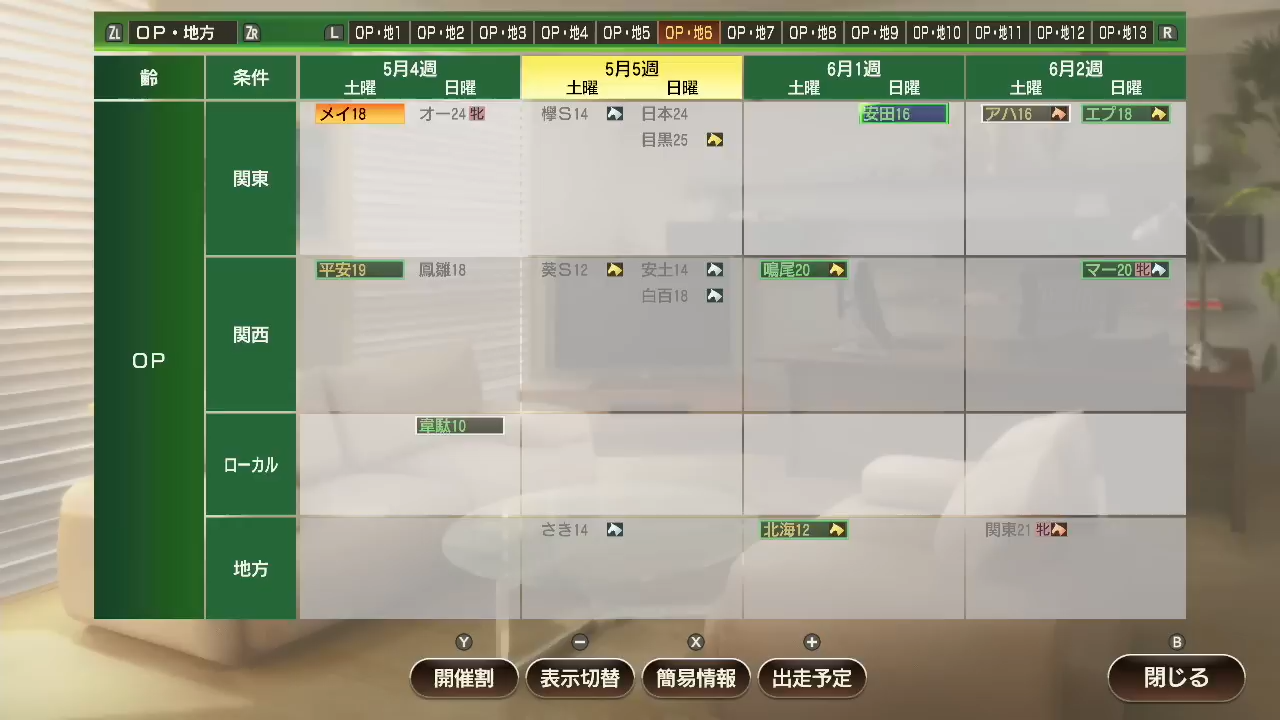 ZL OP・地方 ZR L OP・地1 OP・地2 OP・地3 OP・地4 OP・地5 OP・地6 OP・地7 OP・地8 OP・地9 OP・地10 OP・地11 OP・地12 OP・地13 R
齢 条件 5月4週 土曜 日曜 5月5週 土曜 日曜 6月1週 土曜 日曜 6月2週 土曜 日曜
OP
関東
メイ18 オー24 牝 欅S14 日本24 安田16 アハ16 エプ18
目黒25
関西
平安19 鳳雛18 葵S12 安土14 鳴尾20 マー20 牝
白百18
ローカル
韋駄10
地方
さき14 北海12 関東21 牝
Y − X + B
開催割 表示切替 簡易情報 出走予定 閉じる